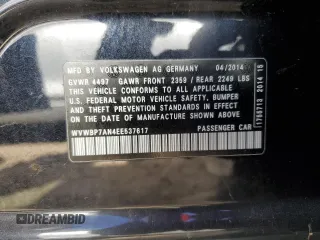 MFD BY VOLKSWAGEN AG GERMANY 04/2014
GVWR 4497 GAWR FRONT 2359 / REAR 2249 LBS
THIS VEHICLE CONFORMS TO ALL APPLICABLE
U.S. FEDERAL MOTOR VEHICLE SAFETY, BUMPER
AND THEFT PREVENTION STANDARDS IN EFFECT
ON THE DATE OF MANUFACTURE SHOWN ABOVE
WVWBP7AN4EE537617 PASSENGER CAR
1758713 2014 15
DREAMBID